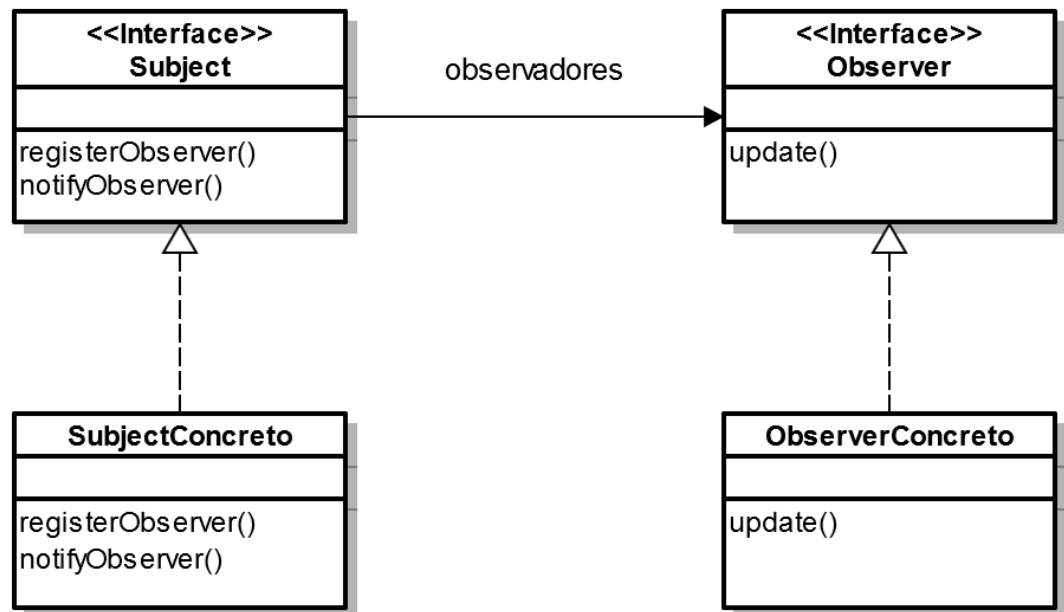 <<Interface>>
Subject
registerObserver()
notifyObserver()
observadores
<<Interface>>
Observer
update()
SubjectConcreto
registerObserver()
notifyObserver()
ObserverConcreto
update()